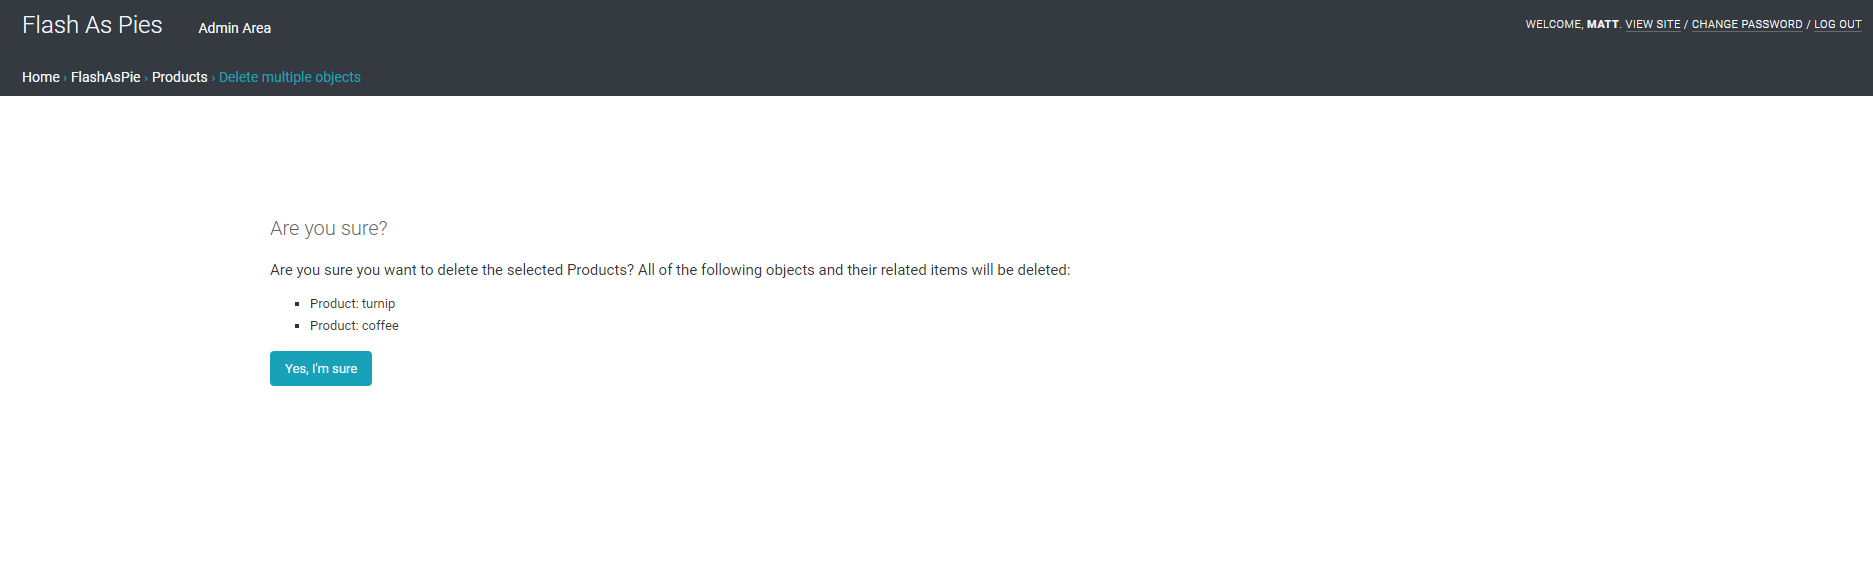 Flash As Pies Admin Area WELCOME, MATT. VIEW SITE / CHANGE PASSWORD / LOG OUT
Home › FlashAsPie › Products › Delete multiple objects
Are you sure?
Are you sure you want to delete the selected Products? All of the following objects and their related items will be deleted:
Product: turnip
Product: coffee
Yes, I'm sure